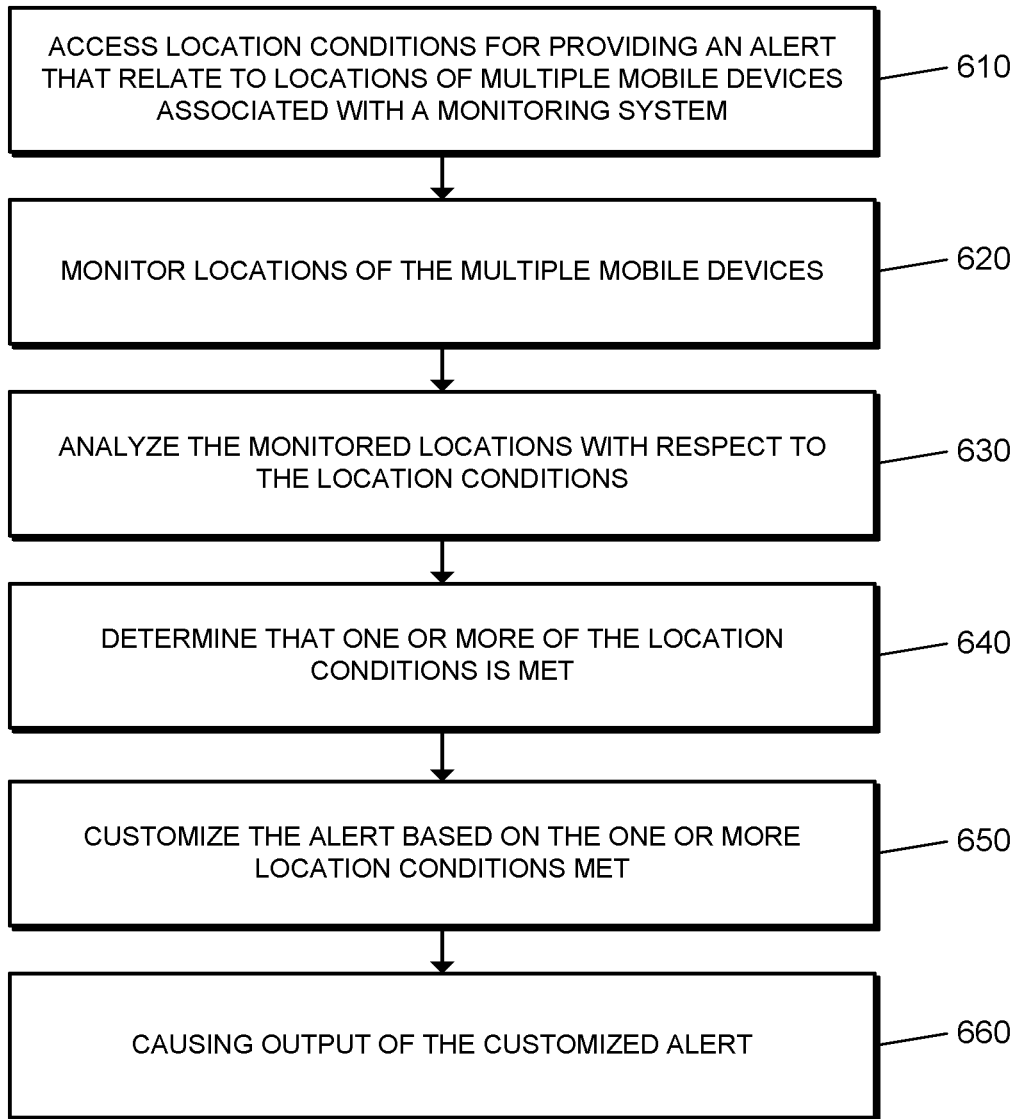 ACCESS LOCATION CONDITIONS FOR PROVIDING AN ALERT
THAT RELATE TO LOCATIONS OF MULTIPLE MOBILE DEVICES
ASSOCIATED WITH A MONITORING SYSTEM
610
MONITOR LOCATIONS OF THE MULTIPLE MOBILE DEVICES
620
ANALYZE THE MONITORED LOCATIONS WITH RESPECT TO
THE LOCATION CONDITIONS
630
DETERMINE THAT ONE OR MORE OF THE LOCATION
CONDITIONS IS MET
640
CUSTOMIZE THE ALERT BASED ON THE ONE OR MORE
LOCATION CONDITIONS MET
650
CAUSING OUTPUT OF THE CUSTOMIZED ALERT
660